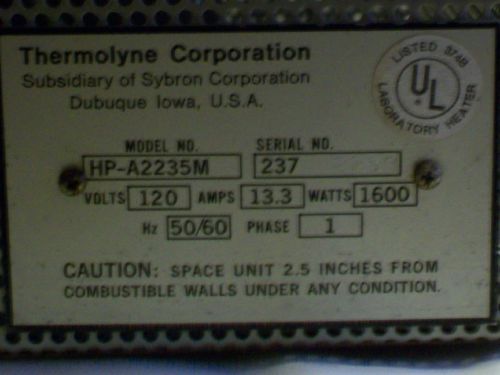 Thermolyne Corporation
Subsidiary of Sybron Corporation
Dubuque Iowa, U.S.A.
LISTED 974B
UL
LABORATORY HEATER
MODEL NO. SERIAL NO.
HP-A2235M 237
VOLTS 120 AMPS 13.3 WATTS 1600
Hz 50/60 PHASE 1
CAUTION: SPACE UNIT 2.5 INCHES FROM
COMBUSTIBLE WALLS UNDER ANY CONDITION.